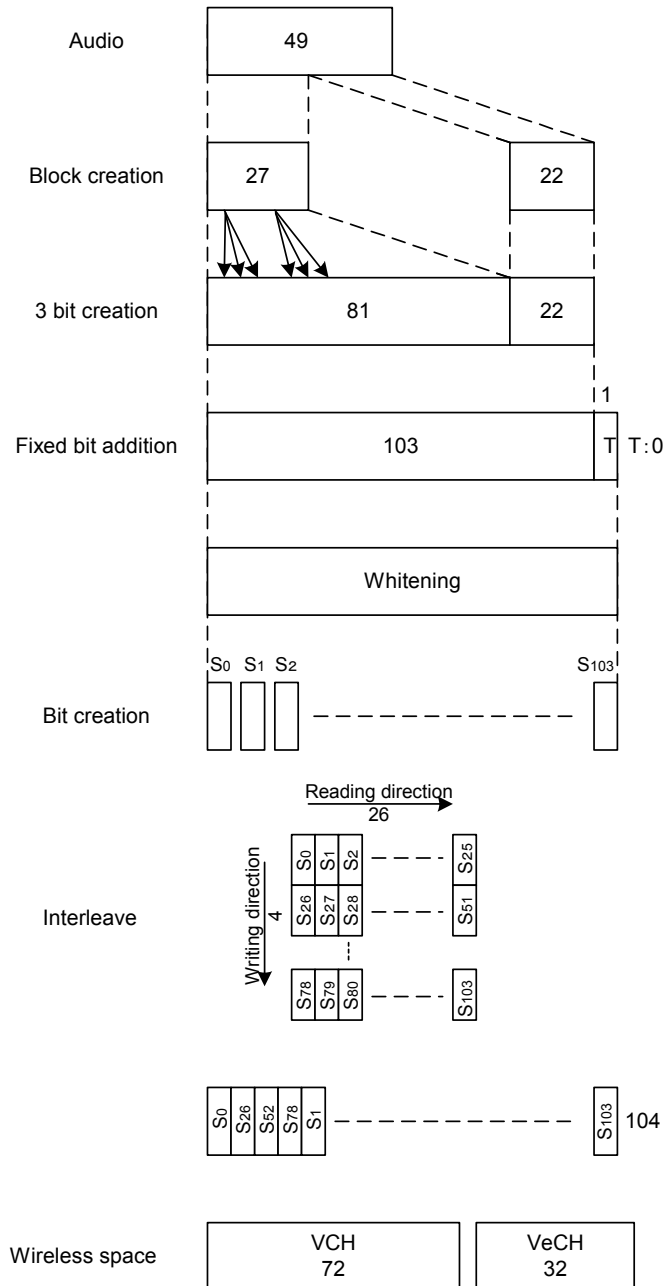 Audio
49
Block creation
27
22
3 bit creation
81
22
1
Fixed bit addition
103
T
T:0
Whitening
S0 S1 S2
S103
Bit creation
Reading direction
26
Interleave
Writing direction
4
S0 S1 S2 S25
S26 S27 S28 S51
S78 S79 S80 S103
S0 S26 S52 S78 S1 S103
104
Wireless space
VCH
72
VeCH
32